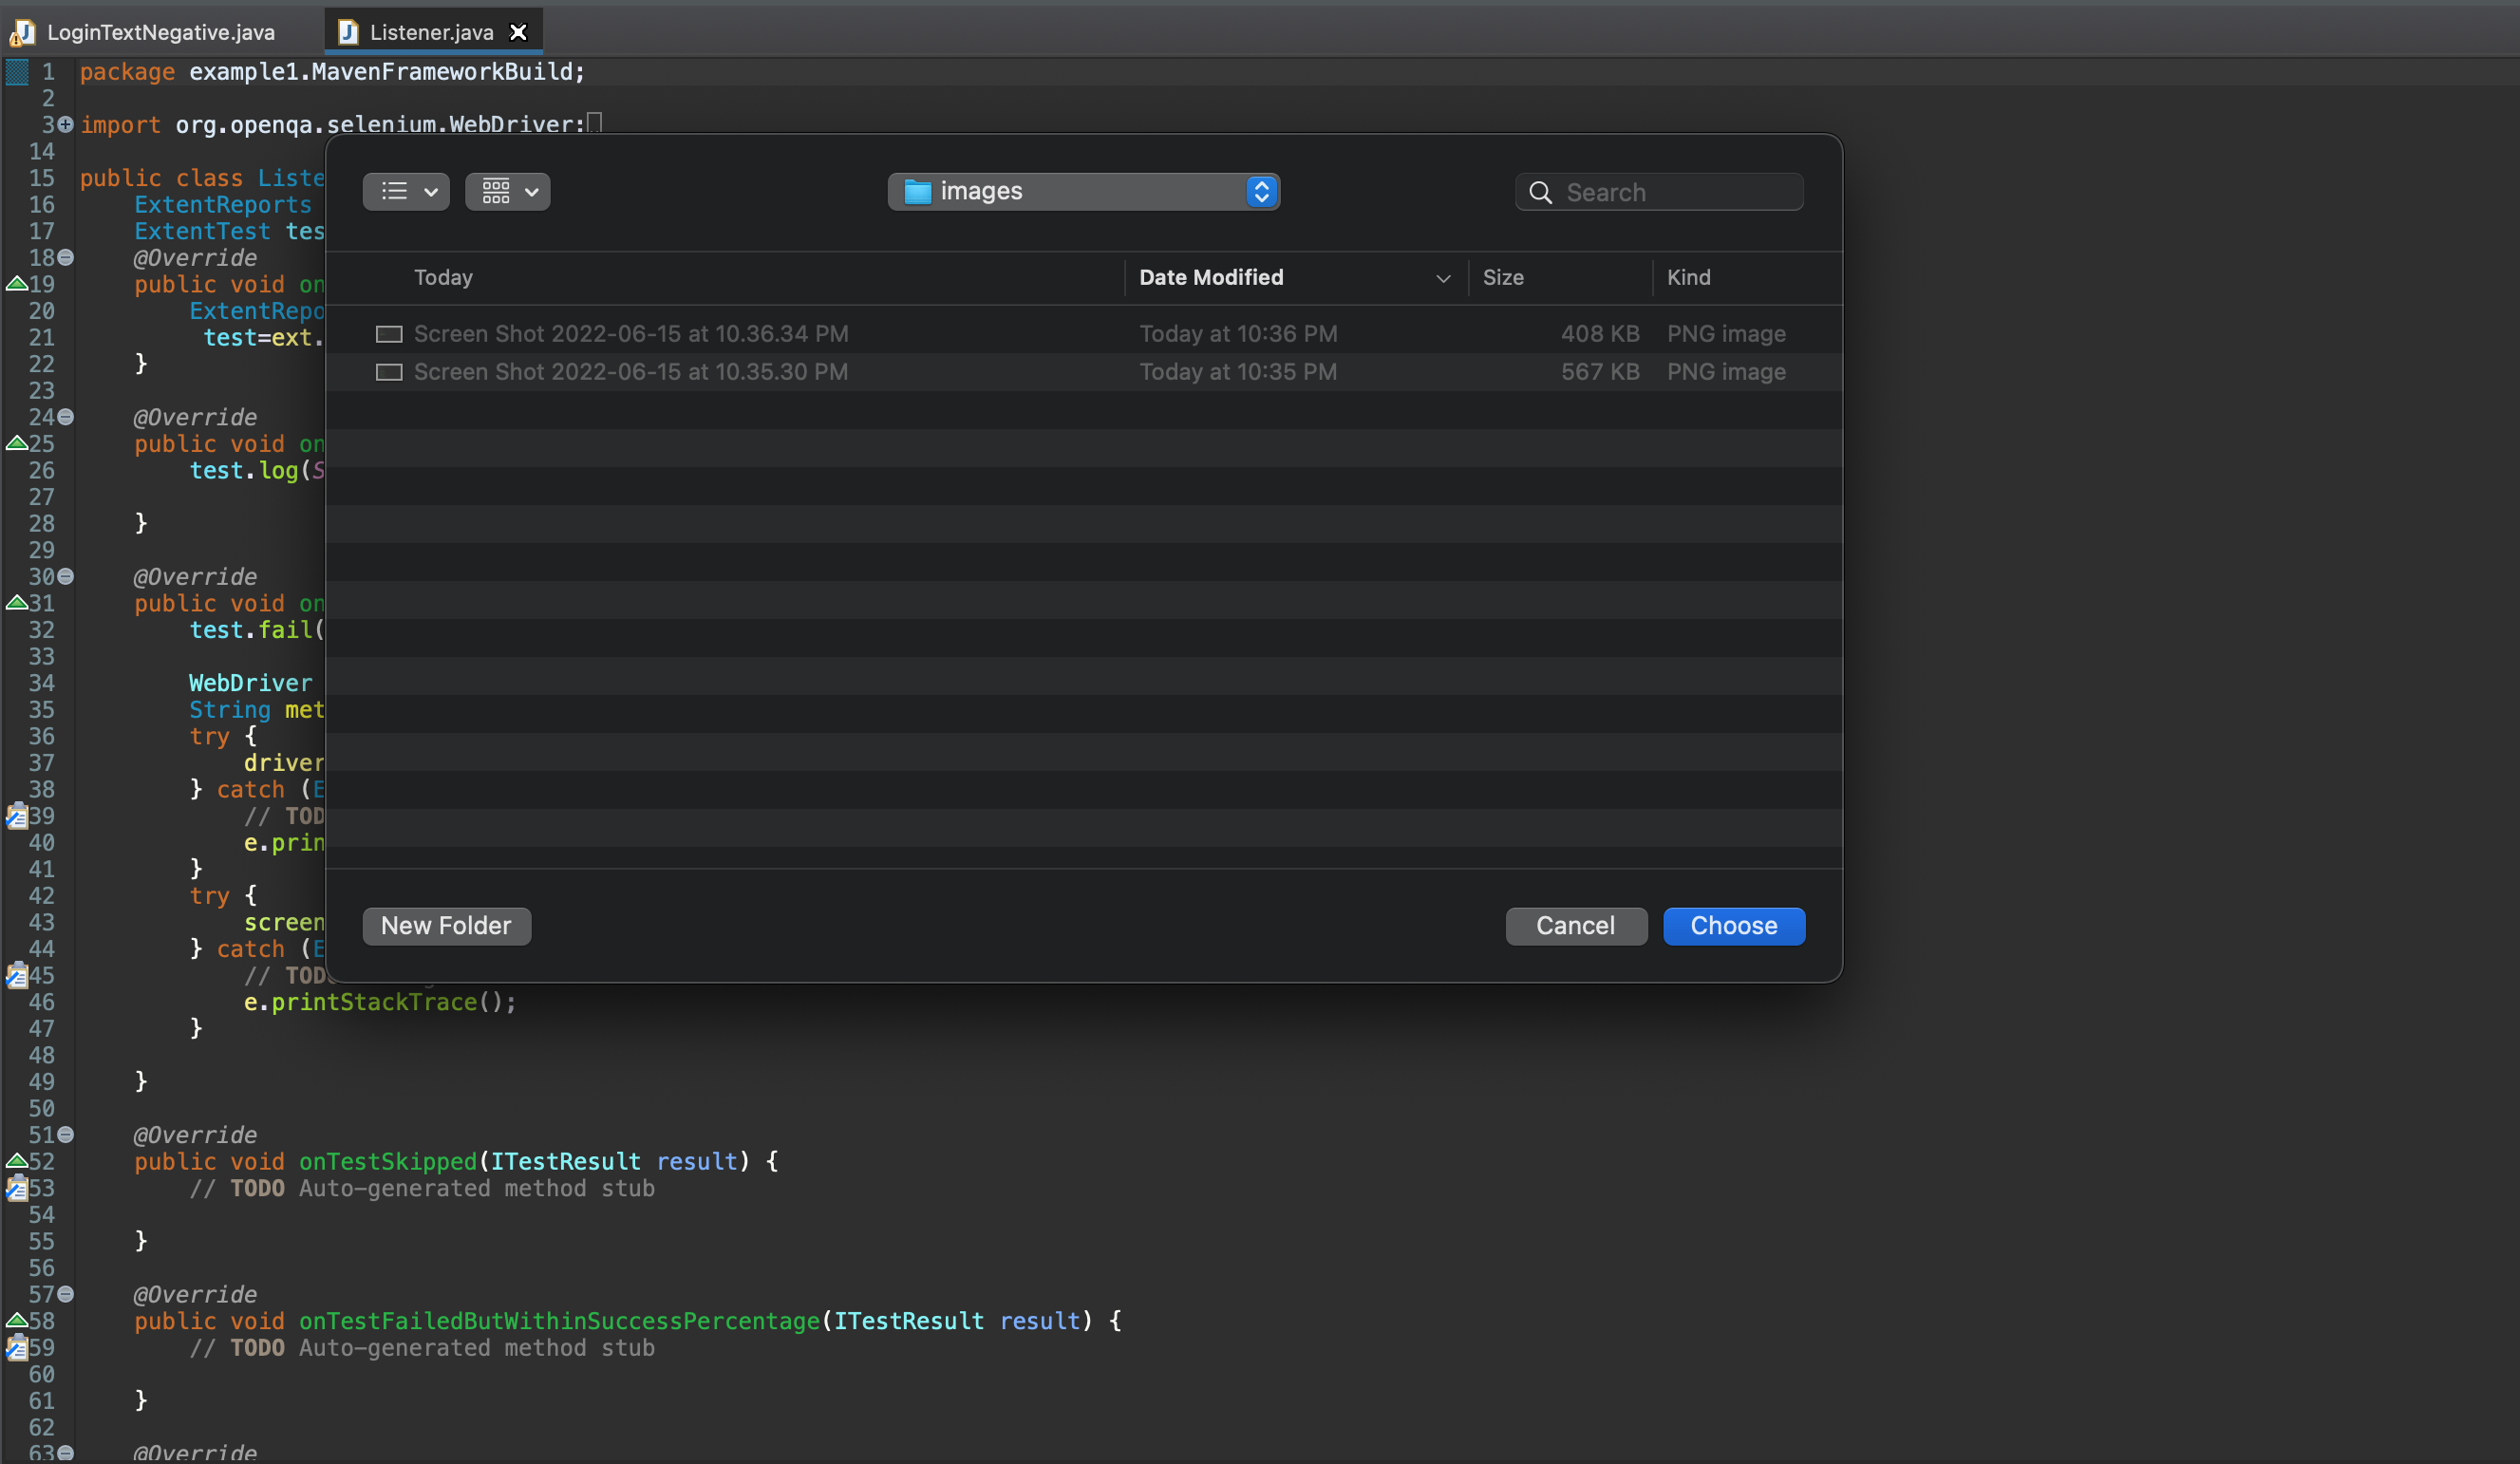 LoginTextNegative.java
Listener.java
1 package example1.MavenFrameworkBuild;
2
3 import org.openqa.selenium.WebDriver;
14
15 public class Liste
16 ExtentReports
17 ExtentTest tes
18 @Override
19 public void on
20 ExtentRepo
21 test=ext.
22 }
23
24 @Override
25 public void on
26 test.log(S
27
28 }
29
30 @Override
31 public void on
32 test.fail(
33
34 WebDriver
35 String met
36 try {
37 driver
38 } catch (E
39 // TOD
40 e.prin
41 }
42 try {
43 screen
44 } catch (E
45 // TOD
46 e.printStackTrace();
47 }
48
49 }
50
51 @Override
52 public void onTestSkipped(ITestResult result) {
53 // TODO Auto-generated method stub
54
55 }
56
57 @Override
58 public void onTestFailedButWithinSuccessPercentage(ITestResult result) {
59 // TODO Auto-generated method stub
60
61 }
62
63 @Override
images
Search
Today Date Modified Size Kind
Screen Shot 2022-06-15 at 10.36.34 PM Today at 10:36 PM 408 KB PNG image
Screen Shot 2022-06-15 at 10.35.30 PM Today at 10:35 PM 567 KB PNG image
New Folder Cancel Choose